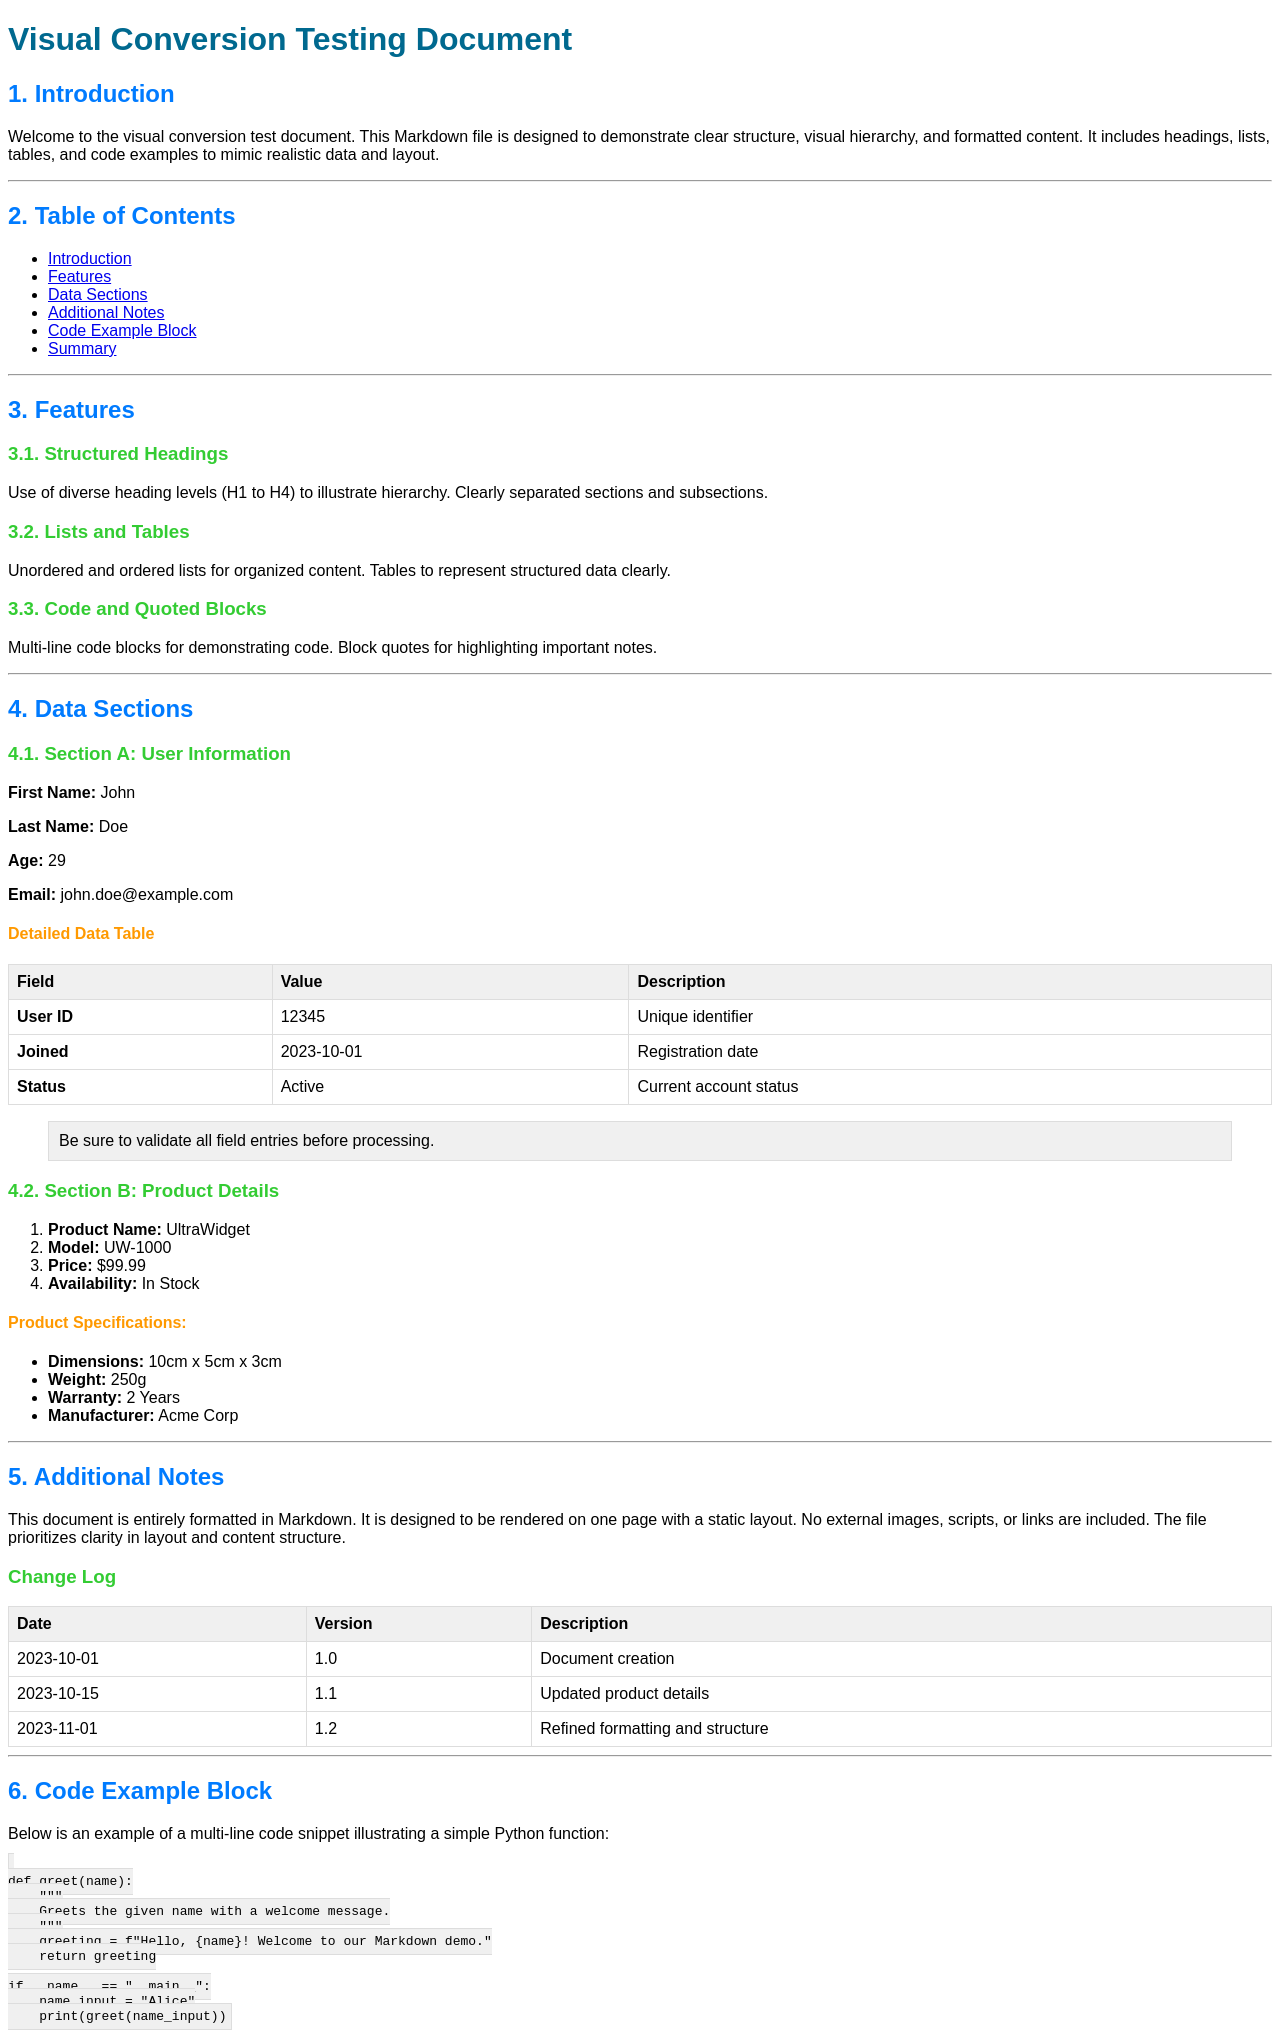 Visual Conversion Testing Document
1. Introduction
Welcome to the visual conversion test document. This Markdown file is designed to demonstrate clear structure, visual hierarchy, and formatted content. It includes headings, lists,
tables, and code examples to mimic realistic data and layout.
2. Table of Contents
• Introduction
• Features
• Data Sections
• Additional Notes
• Code Example Block
• Summary
3. Features
3.1. Structured Headings
Use of diverse heading levels (H1 to H4) to illustrate hierarchy. Clearly separated sections and subsections.
3.2. Lists and Tables
Unordered and ordered lists for organized content. Tables to represent structured data clearly.
3.3. Code and Quoted Blocks
Multi-line code blocks for demonstrating code. Block quotes for highlighting important notes.
4. Data Sections
4.1. Section A: User Information
First Name: John
Last Name: Doe
Age: 29
Email: john.doe@example.com
Detailed Data Table
Field Value Description
User ID 12345 Unique identifier
Joined 2023-10-01 Registration date
Status Active Current account status
Be sure to validate all field entries before processing.
4.2. Section B: Product Details
1. Product Name: UltraWidget
2. Model: UW-1000
3. Price: $99.99
4. Availability: In Stock
Product Specifications:
• Dimensions: 10cm x 5cm x 3cm
• Weight: 250g
• Warranty: 2 Years
• Manufacturer: Acme Corp
5. Additional Notes
This document is entirely formatted in Markdown. It is designed to be rendered on one page with a static layout. No external images, scripts, or links are included. The file
prioritizes clarity in layout and content structure.
Change Log
Date Version Description
2023-10-01 1.0 Document creation
2023-10-15 1.1 Updated product details
2023-11-01 1.2 Refined formatting and structure
6. Code Example Block
Below is an example of a multi-line code snippet illustrating a simple Python function:
def greet(name):
    """
    Greets the given name with a welcome message.
    """
    greeting = f"Hello, {name}! Welcome to our Markdown demo."
    return greeting
if __name__ == "__main__":
    name_input = "Alice"
    print(greet(name_input))